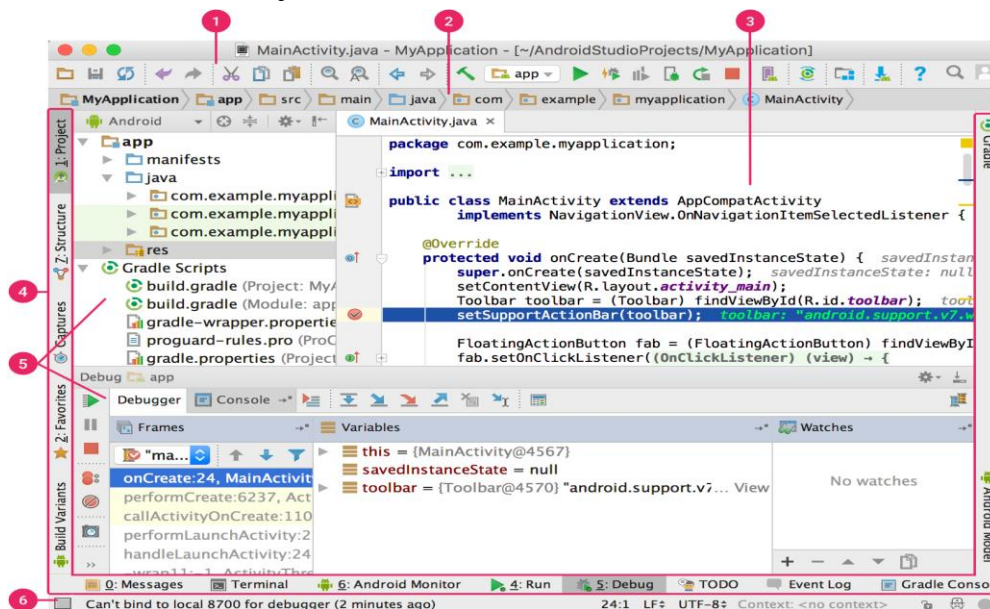 1 2 3
MainActivity.java - MyApplication - [~/AndroidStudioProjects/MyApplication]
app
MyApplication app src main java com example myapplication MainActivity
1: Project
Z: Structure
Captures
2: Favorites
Build Variants
4
5
6
Android
app
manifests
java
com.example.myappli
com.example.myappli
com.example.myappli
res
Gradle Scripts
build.gradle (Project: My
build.gradle (Module: app
gradle-wrapper.propertie
proguard-rules.pro (ProG
gradle.properties (Project
MainActivity.java ×
package com.example.myapplication;
import ...
public class MainActivity extends AppCompatActivity
implements NavigationView.OnNavigationItemSelectedListener {
@Override
protected void onCreate(Bundle savedInstanceState) { savedInstan
super.onCreate(savedInstanceState); savedInstanceState: null
setContentView(R.layout.activity_main);
Toolbar toolbar = (Toolbar) findViewById(R.id.toolbar); tool
setSupportActionBar(toolbar); toolbar: "android.support.v7.w
FloatingActionButton fab = (FloatingActionButton) findViewByI
fab.setOnClickListener((OnClickListener) (view) → {
Gradle
Android Model
Debug app
Debugger Console
Frames Variables Watches
"ma...
onCreate:24, MainActivit
performCreate:6237, Act
callActivityOnCreate:110
performLaunchActivity:2
handleLaunchActivity:24
this = {MainActivity@4567}
savedInstanceState = null
toolbar = {Toolbar@4570} "android.support.v7... View
No watches
0: Messages Terminal 6: Android Monitor 4: Run 5: Debug TODO Event Log Gradle Conso
Can't bind to local 8700 for debugger (2 minutes ago) 24:1 LF÷ UTF-8÷ Context: <no context>